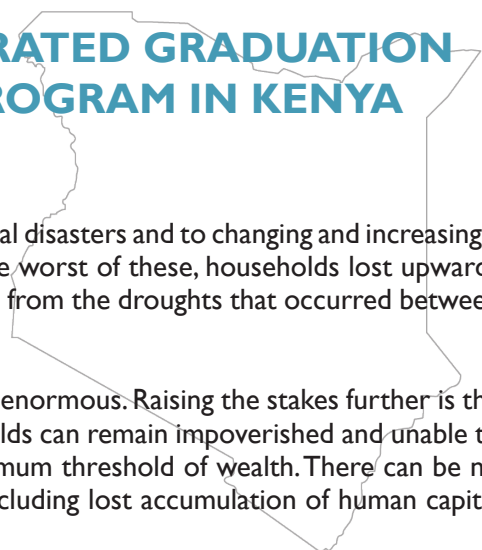 RATED GRADUATION
ROGRAM IN KENYA
al disasters and to changing and increasing
e worst of these, households lost upward
from the droughts that occurred betwee
enormous. Raising the stakes further is th
lds can remain impoverished and unable t
mum threshold of wealth. There can be n
cluding lost accumulation of human capit